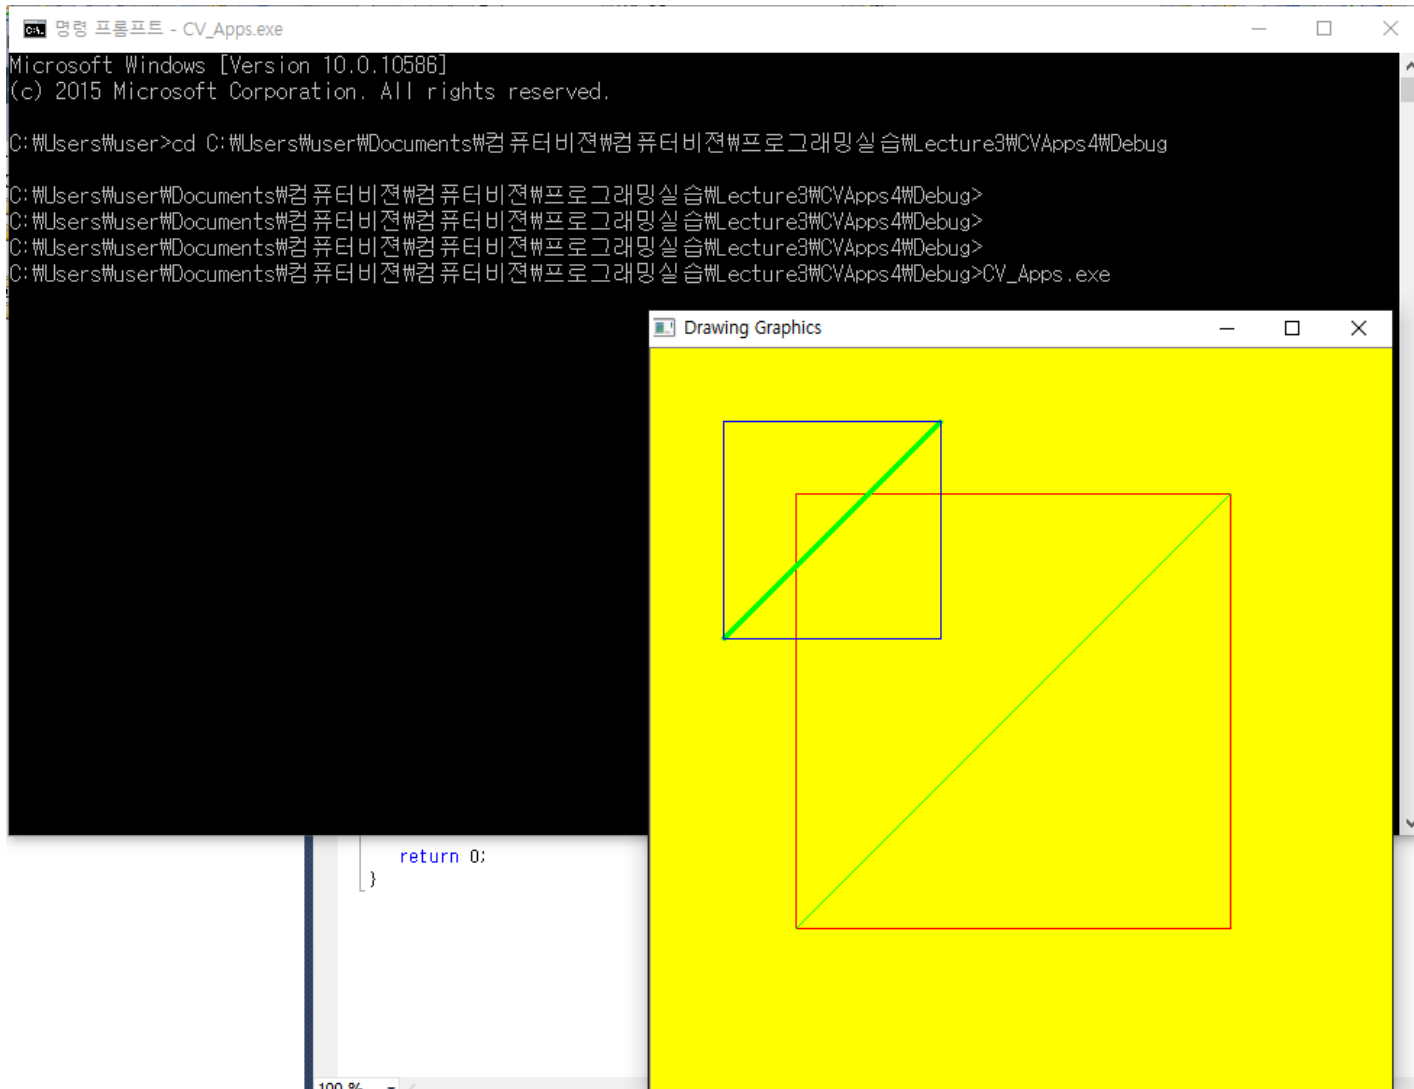 명령 프롬프트 - CV_Apps.exe
Microsoft Windows [Version 10.0.10586]
(c) 2015 Microsoft Corporation. All rights reserved.
C:₩Users₩user>cd C:₩Users₩user₩Documents₩컴퓨터비젼₩컴퓨터비젼₩프로그래밍실습₩Lecture3₩CVApps4₩Debug
C:₩Users₩user₩Documents₩컴퓨터비젼₩컴퓨터비젼₩프로그래밍실습₩Lecture3₩CVApps4₩Debug>
C:₩Users₩user₩Documents₩컴퓨터비젼₩컴퓨터비젼₩프로그래밍실습₩Lecture3₩CVApps4₩Debug>
C:₩Users₩user₩Documents₩컴퓨터비젼₩컴퓨터비젼₩프로그래밍실습₩Lecture3₩CVApps4₩Debug>
C:₩Users₩user₩Documents₩컴퓨터비젼₩컴퓨터비젼₩프로그래밍실습₩Lecture3₩CVApps4₩Debug>CV_Apps.exe
Drawing Graphics
return 0;
}
100 %